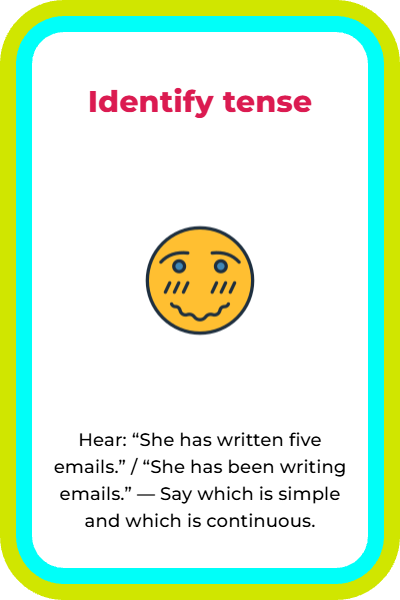 Identify tense
Hear: “She has written five
emails.” / “She has been writing
emails.” — Say which is simple
and which is continuous.